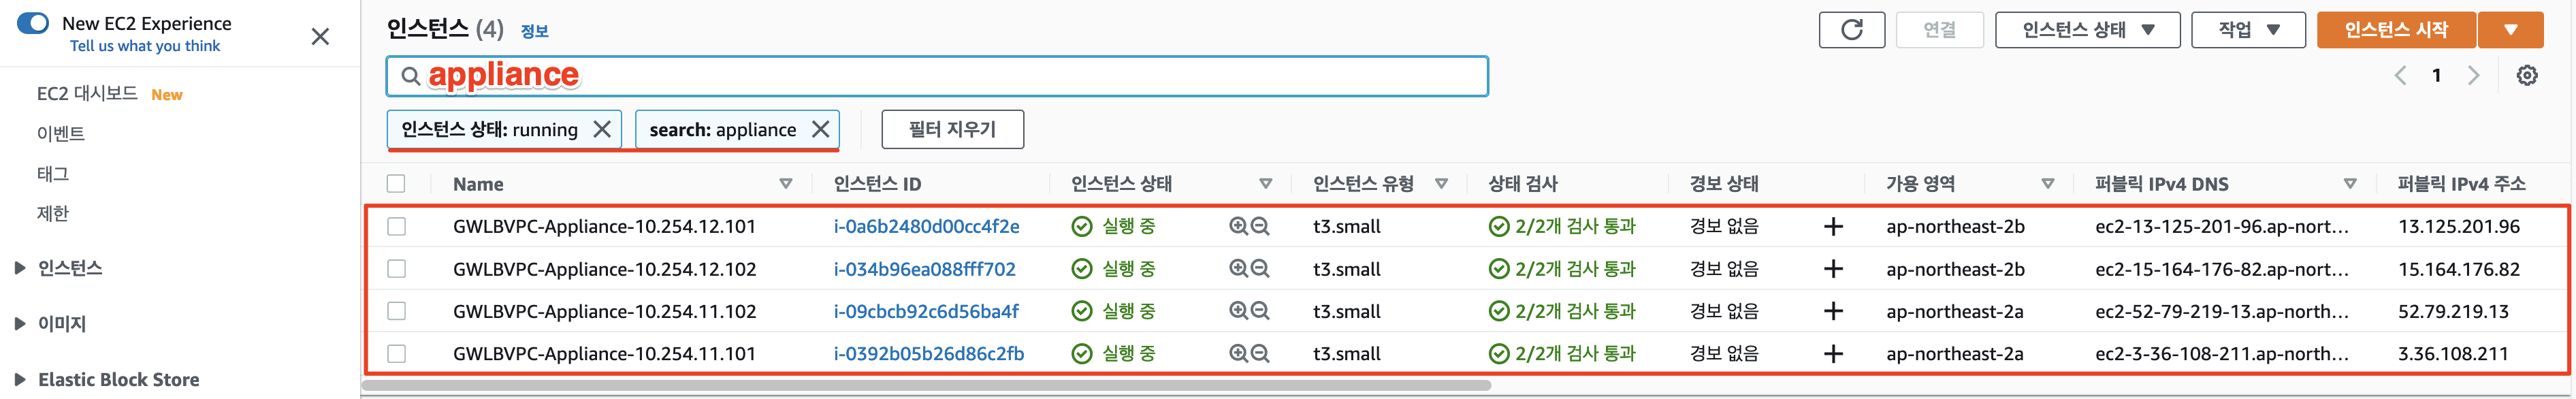 New EC2 Experience
Tell us what you think
EC2 대시보드 New
이벤트
태그
제한
인스턴스
이미지
Elastic Block Store
인스턴스 (4) 정보
연결 인스턴스 상태 작업 인스턴스 시작
appliance
1
인스턴스 상태: running search: appliance 필터 지우기
Name 인스턴스 ID 인스턴스 상태 인스턴스 유형 상태 검사 경보 상태 가용 영역 퍼블릭 IPv4 DNS 퍼블릭 IPv4 주소
GWLBVPC-Appliance-10.254.12.101 i-0a6b2480d00cc4f2e 실행 중 t3.small 2/2개 검사 통과 경보 없음 ap-northeast-2b ec2-13-125-201-96.ap-nort... 13.125.201.96
GWLBVPC-Appliance-10.254.12.102 i-034b96ea088fff702 실행 중 t3.small 2/2개 검사 통과 경보 없음 ap-northeast-2b ec2-15-164-176-82.ap-nort... 15.164.176.82
GWLBVPC-Appliance-10.254.11.102 i-09cbcb92c6d56ba4f 실행 중 t3.small 2/2개 검사 통과 경보 없음 ap-northeast-2a ec2-52-79-219-13.ap-north... 52.79.219.13
GWLBVPC-Appliance-10.254.11.101 i-0392b05b26d86c2fb 실행 중 t3.small 2/2개 검사 통과 경보 없음 ap-northeast-2a ec2-3-36-108-211.ap-north... 3.36.108.211